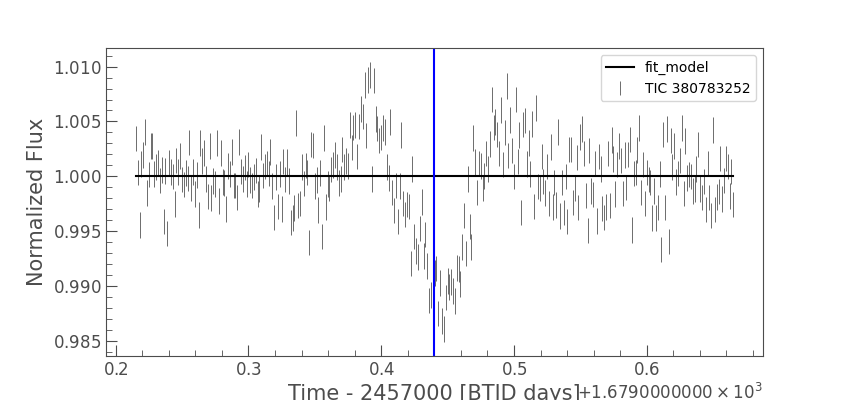 fit_model
TIC 380783252
1.010
1.005
1.000
0.995
0.990
0.985
Normalized Flux
0.2 0.3 0.4 0.5 0.6
Time - 2457000 [BTJD days]
+1.6790000000 × 10³